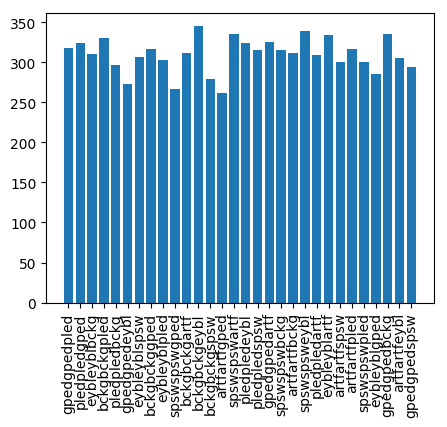 350
300
250
200
150
100
50
0
gpedgpedpled
pledpledgped
eybleyblbckg
bckgbckgpled
pledpledbckg
gpedgpedeybl
eybleyblspsw
bckgbckggped
eybleyblpled
spswspswgped
bckgbckgartf
bckgbckgeybl
bckgbckgspsw
artfartfgped
spswspswartf
pledpledeybl
pledpledspsw
gpedgpedartf
spswspswbckg
artfartfbckg
spswspsweybl
pledpledartf
eybleyblartf
artfartfspsw
artfartfpled
spswspswpled
eybleyblgped
gpedgpedbckg
artfartfeybl
gpedgpedspsw